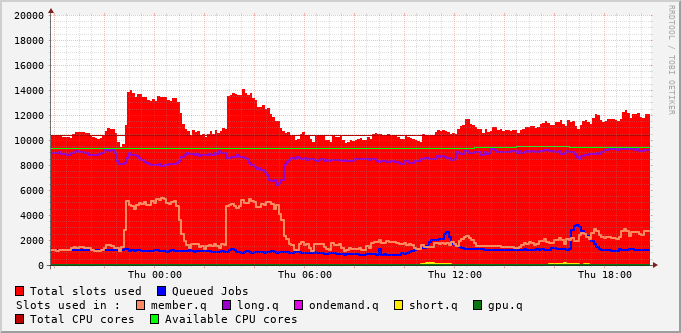 20000
18000
16000
14000
12000
10000
8000
6000
4000
2000
0
Thu 00:00 Thu 06:00 Thu 12:00 Thu 18:00
RRDTOOL / TOBI OETIKER
Total slots used Queued Jobs
Slots used in : member.q long.q ondemand.q short.q gpu.q
Total CPU cores Available CPU cores